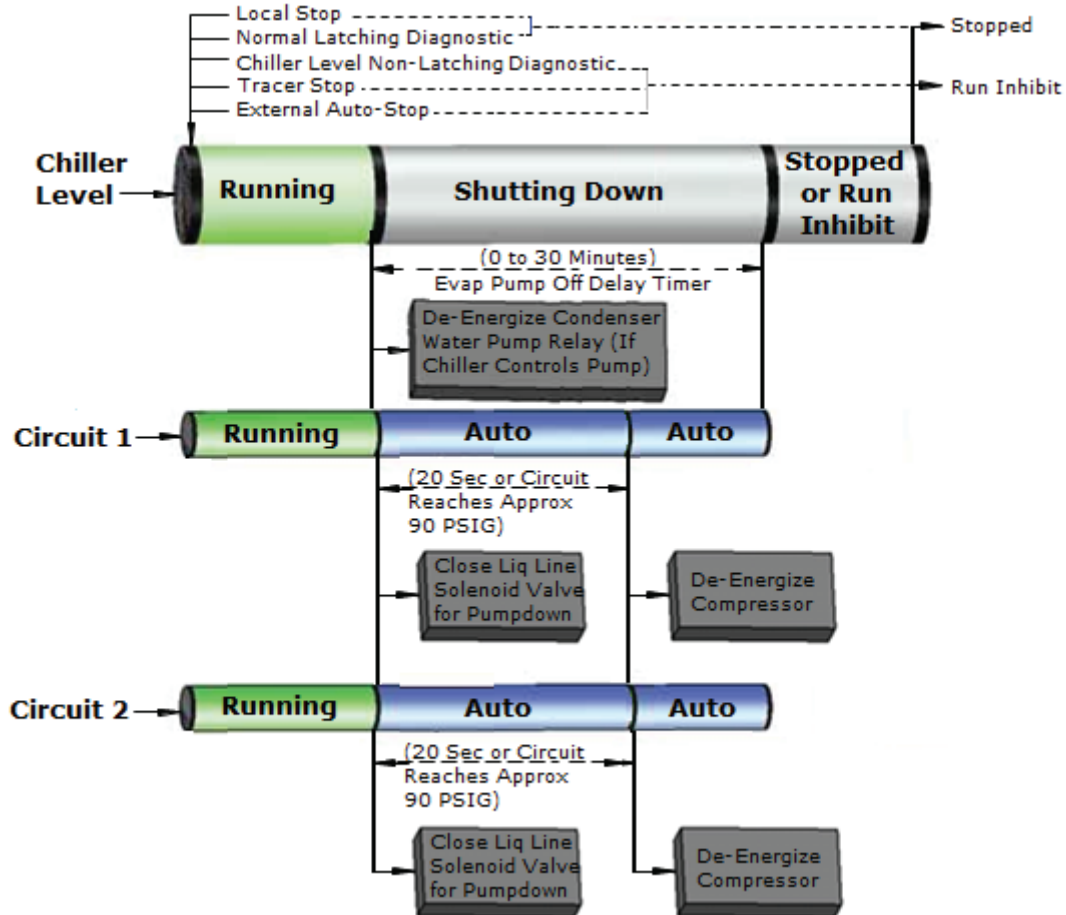 Local Stop
Stopped
Normal Latching Diagnostic
Chiller Level Non-Latching Diagnostic
Tracer Stop
Run Inhibit
External Auto-Stop
Chiller
Level
Running
Shutting Down
Stopped
or Run
Inhibit
(0 to 30 Minutes)
Evap Pump Off Delay Timer
De-Energize Condenser
Water Pump Relay (If
Chiller Controls Pump)
Circuit 1
Running
Auto
Auto
(20 Sec or Circuit
Reaches Approx
90 PSIG)
Close Liq Line
Solenoid Valve
for Pumpdown
De-Energize
Compressor
Circuit 2
Running
Auto
Auto
(20 Sec or Circuit
Reaches Approx
90 PSIG)
Close Liq Line
Solenoid Valve
for Pumpdown
De-Energize
Compressor